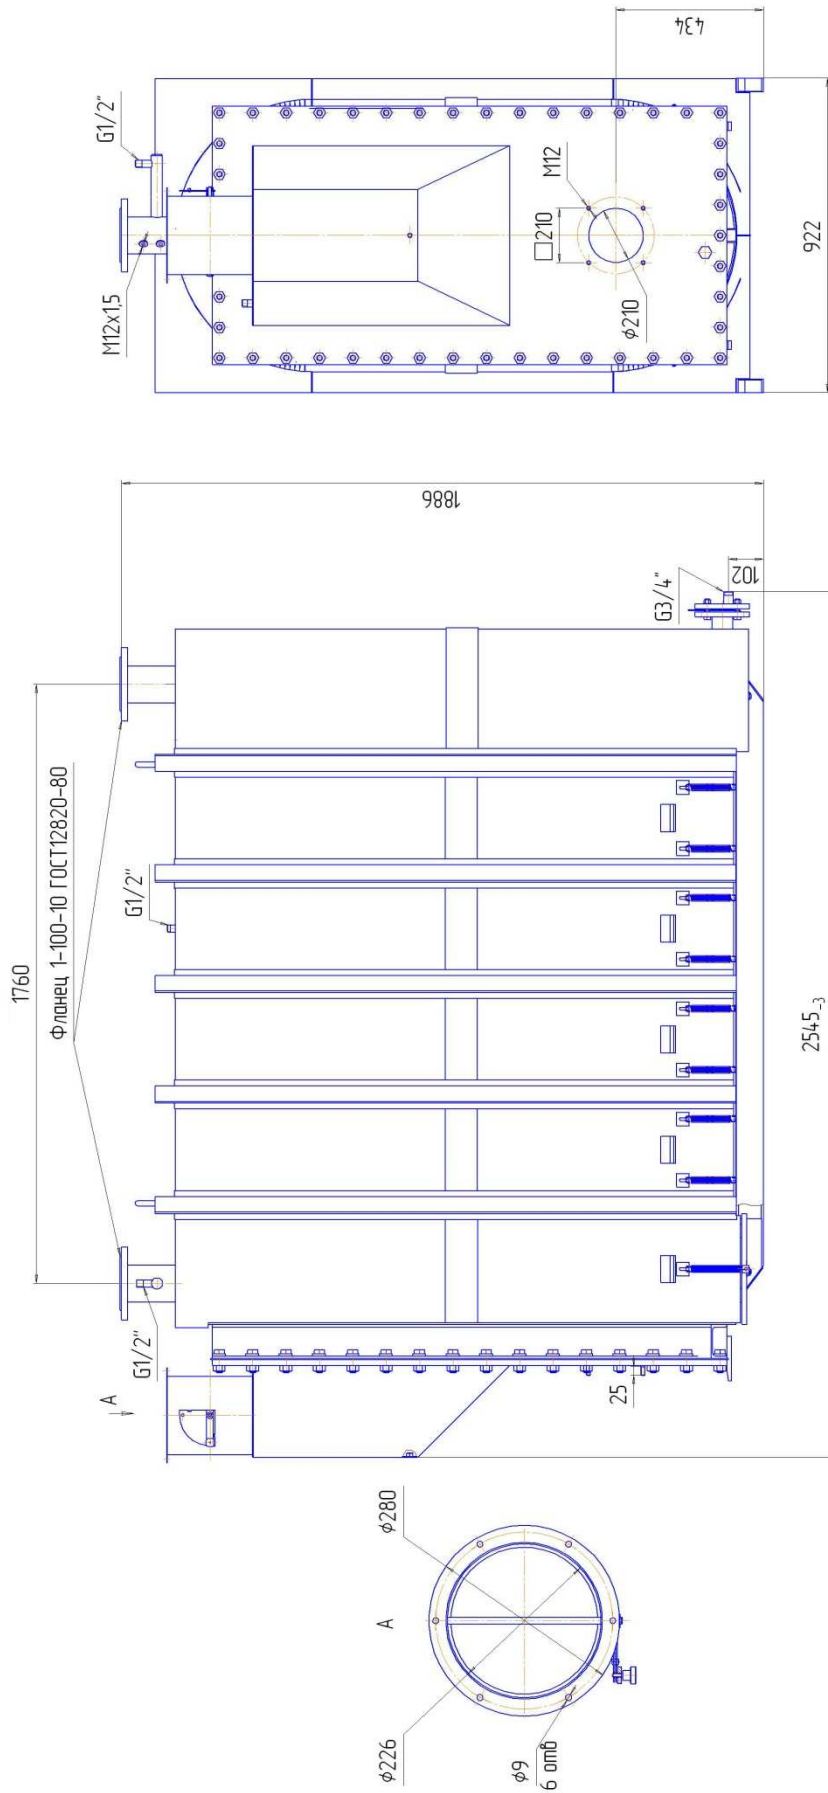 G1/2"
M12x1,5
M12
□210
ϕ210
434
922
1886
1760
Фланец 1-100-10 ГОСТ12820-80
G1/2"
G1/2"
G3/4"
102
25
2545-3
А
А
ϕ280
ϕ226
ϕ9
6 отв